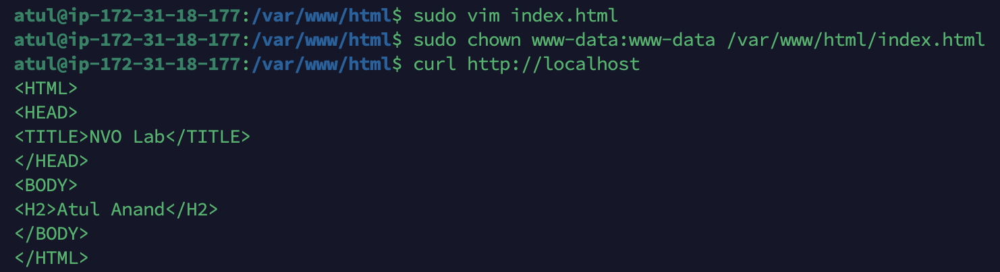 atul@ip-172-31-18-177:/var/www/html$ sudo vim index.html
atul@ip-172-31-18-177:/var/www/html$ sudo chown www-data:www-data /var/www/html/index.html
atul@ip-172-31-18-177:/var/www/html$ curl http://localhost
<HTML>
<HEAD>
<TITLE>NVO Lab</TITLE>
</HEAD>
<BODY>
<H2>Atul Anand</H2>
</BODY>
</HTML>